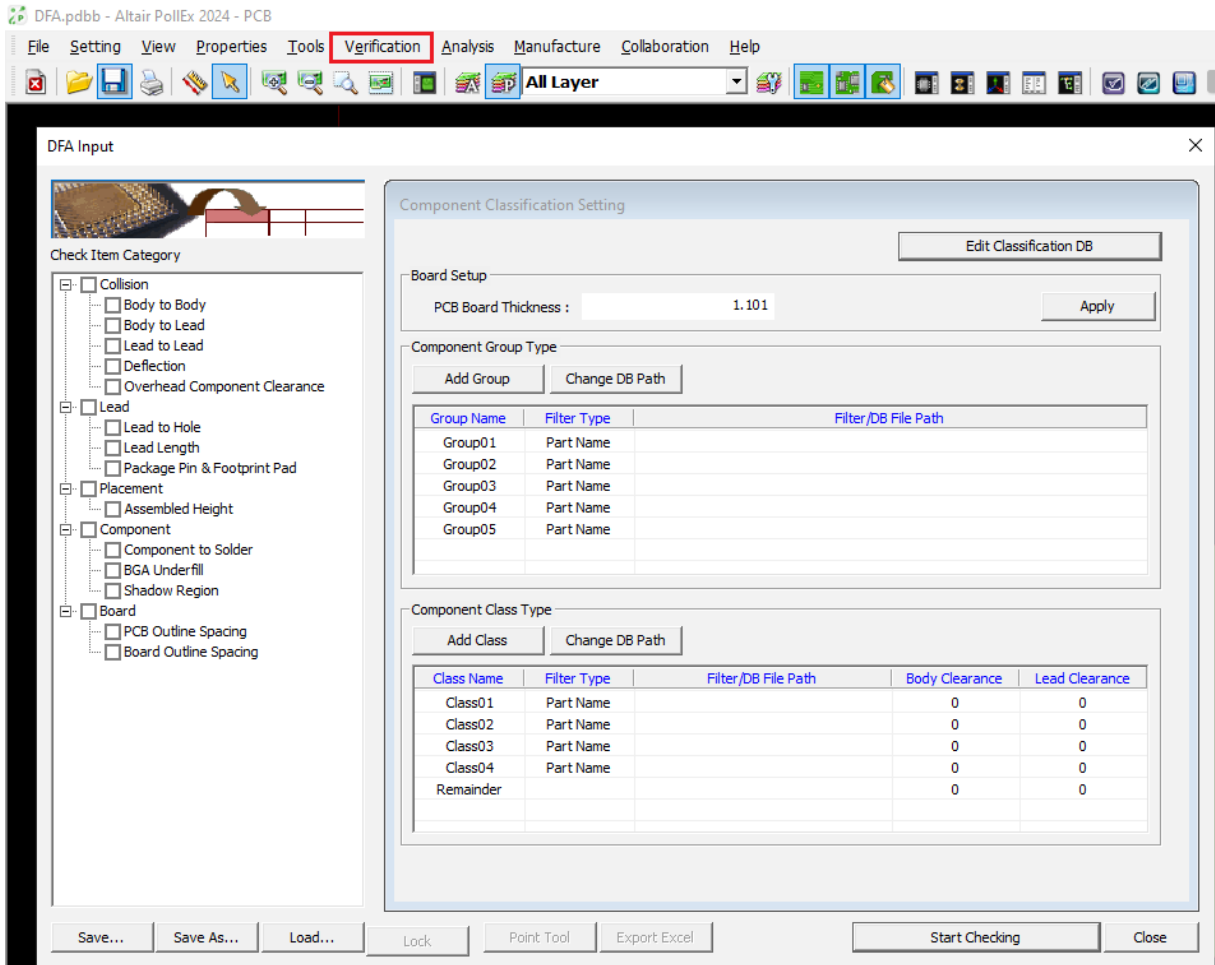 DFA.pdbb - Altair PollEx 2024 - PCB
File Setting View Properties Tools Verification Analysis Manufacture Collaboration Help
All Layer
DFA Input
Component Classification Setting
Edit Classification DB
Check Item Category
Collision
Body to Body
Body to Lead
Lead to Lead
Deflection
Overhead Component Clearance
Lead
Lead to Hole
Lead Length
Package Pin & Footprint Pad
Placement
Assembled Height
Component
Component to Solder
BGA Underfill
Shadow Region
Board
PCB Outline Spacing
Board Outline Spacing
Board Setup
PCB Board Thickness : 1.101 Apply
Component Group Type
Add Group Change DB Path
Group Name Filter Type Filter/DB File Path
Group01 Part Name
Group02 Part Name
Group03 Part Name
Group04 Part Name
Group05 Part Name
Component Class Type
Add Class Change DB Path
Class Name Filter Type Filter/DB File Path Body Clearance Lead Clearance
Class01 Part Name 0 0
Class02 Part Name 0 0
Class03 Part Name 0 0
Class04 Part Name 0 0
Remainder 0 0
Save... Save As... Load... Lock Point Tool Export Excel Start Checking Close